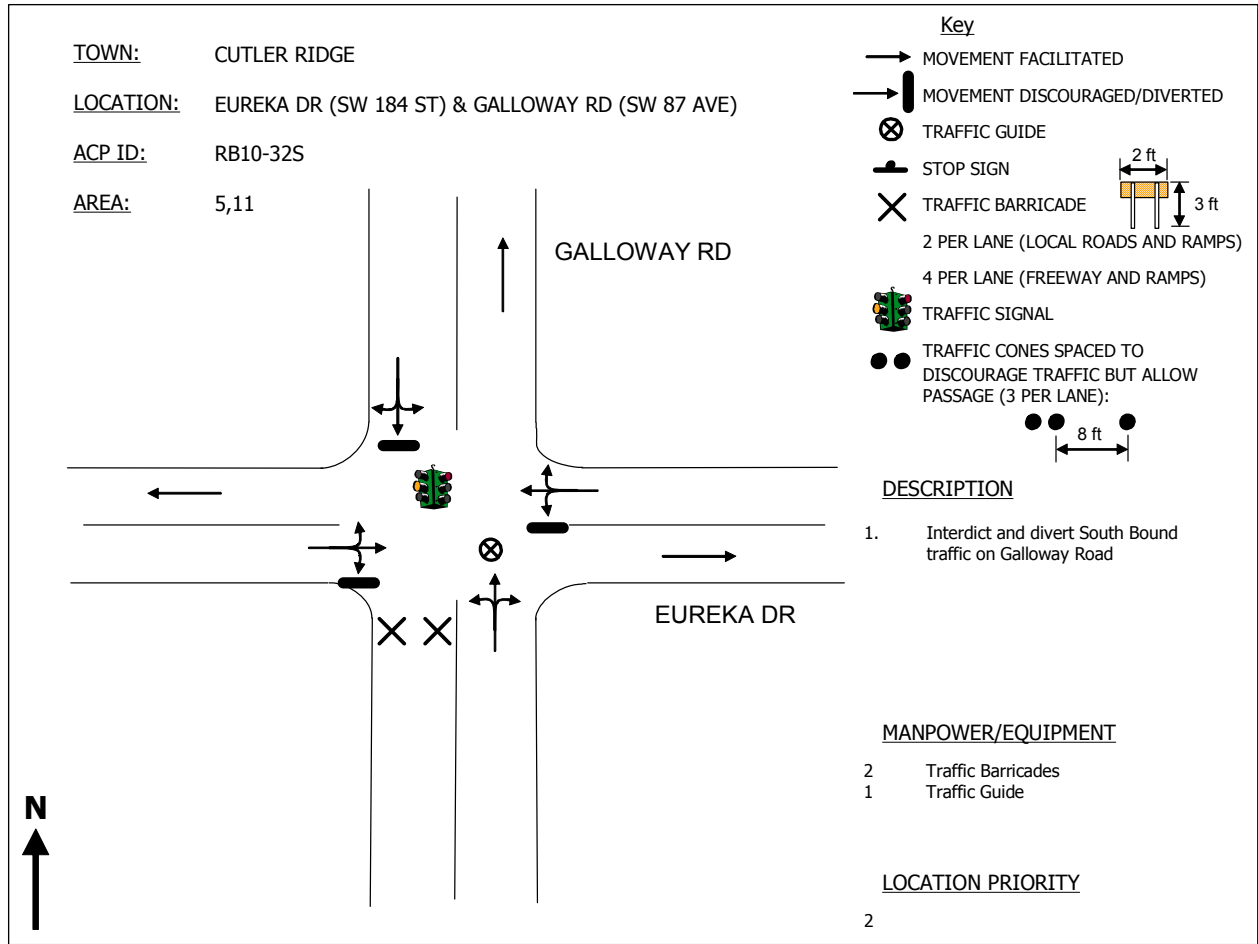 TOWN: CUTLER RIDGE
LOCATION: EUREKA DR (SW 184 ST) & GALLOWAY RD (SW 87 AVE)
ACP ID: RB10-32S
AREA: 5,11
GALLOWAY RD
EUREKA DR
N
Key
MOVEMENT FACILITATED
MOVEMENT DISCOURAGED/DIVERTED
TRAFFIC GUIDE
STOP SIGN
2 ft
TRAFFIC BARRICADE
3 ft
2 PER LANE (LOCAL ROADS AND RAMPS)
4 PER LANE (FREEWAY AND RAMPS)
TRAFFIC SIGNAL
TRAFFIC CONES SPACED TO
DISCOURAGE TRAFFIC BUT ALLOW
PASSAGE (3 PER LANE):
8 ft
DESCRIPTION
1. Interdict and divert South Bound
traffic on Galloway Road
MANPOWER/EQUIPMENT
2 Traffic Barricades
1 Traffic Guide
LOCATION PRIORITY
2